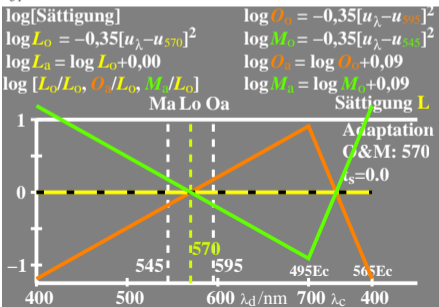 log[Sättigung]
log Lₒ = −0,35[u_λ−u₅₇₀]²
log Lₐ = log Lₒ+0,00
log [Lₒ/Lₒ, Oₐ/Lₒ, Mₐ/Lₒ]
log Oₒ = −0,35[u_λ−u₅₉₅]²
log Mₒ = −0,35[u_λ−u₅₄₅]²
log Oₐ = log Oₒ+0,09
log Mₐ = log Mₒ+0,09
Ma Lo Oa
Sättigung L
Adaptation
O&M: 570
tₛ=0.0
1
0
−1
570
545
595
495Ec
565Ec
400 500 600 λd/nm 700 λc 400